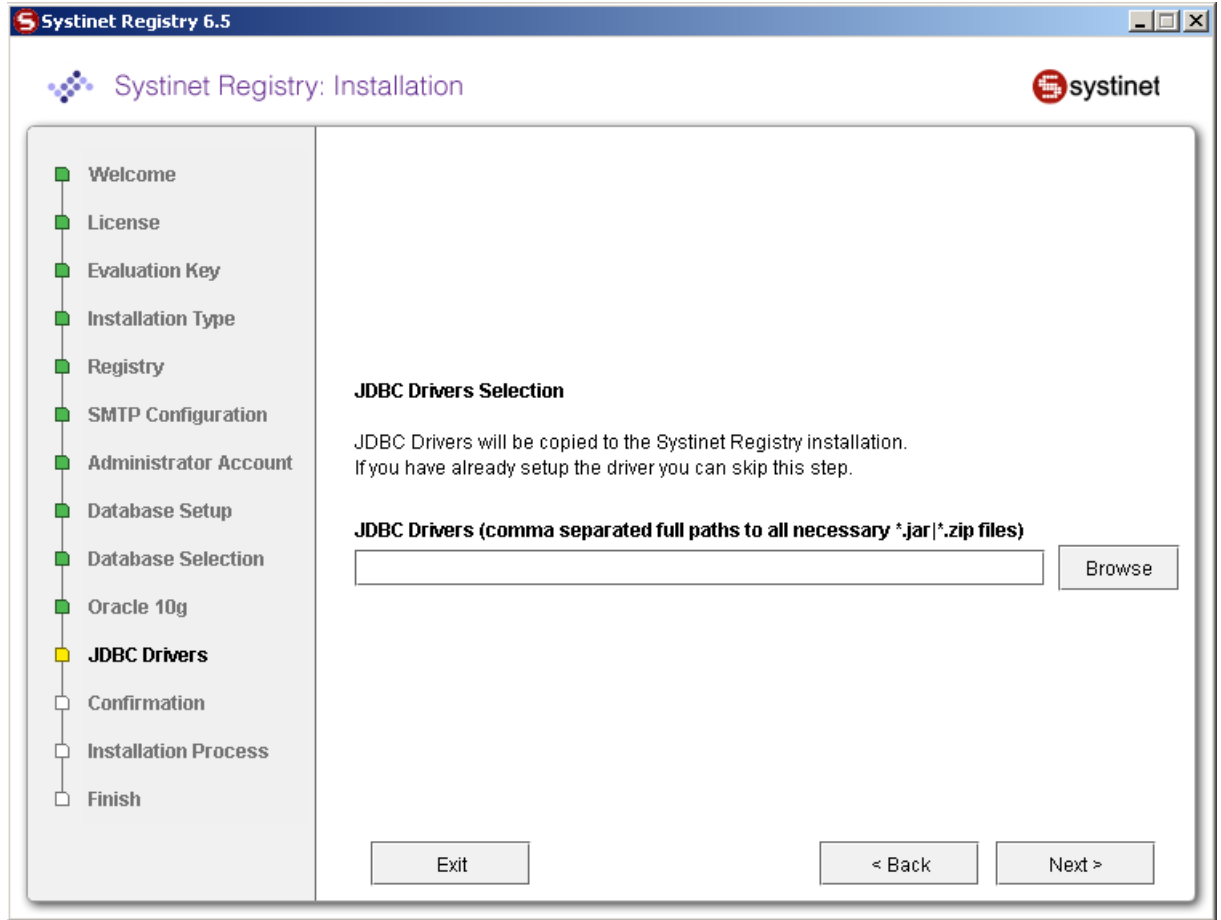 Systinet Registry 6.5
Systinet Registry: Installation
systinet
Welcome
License
Evaluation Key
Installation Type
Registry
SMTP Configuration
Administrator Account
Database Setup
Database Selection
Oracle 10g
JDBC Drivers
Confirmation
Installation Process
Finish
JDBC Drivers Selection
JDBC Drivers will be copied to the Systinet Registry installation.
If you have already setup the driver you can skip this step.
JDBC Drivers (comma separated full paths to all necessary *.jar|*.zip files)
Browse
Exit
< Back
Next >